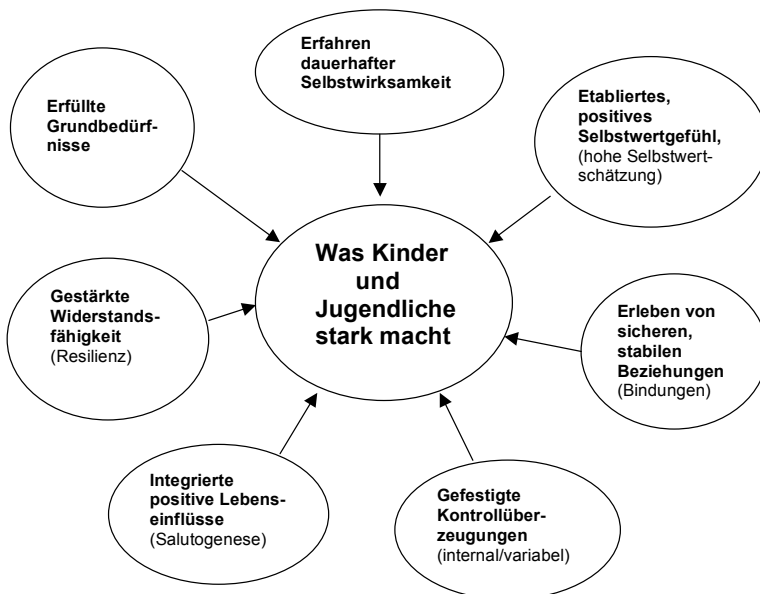 Erfahren
dauerhafter
Selbstwirksamkeit
Erfüllte
Grundbedürf-
nisse
Etabliertes,
positives
Selbstwertgefühl,
(hohe Selbstwert-
schätzung)
Was Kinder
und
Jugendliche
stark macht
Gestärkte
Widerstands-
fähigkeit
(Resilienz)
Erleben von
sicheren,
stabilen
Beziehungen
(Bindungen)
Integrierte
positive Lebens-
einflüsse
(Salutogenese)
Gefestigte
Kontrollüber-
zeugungen
(internal/variabel)